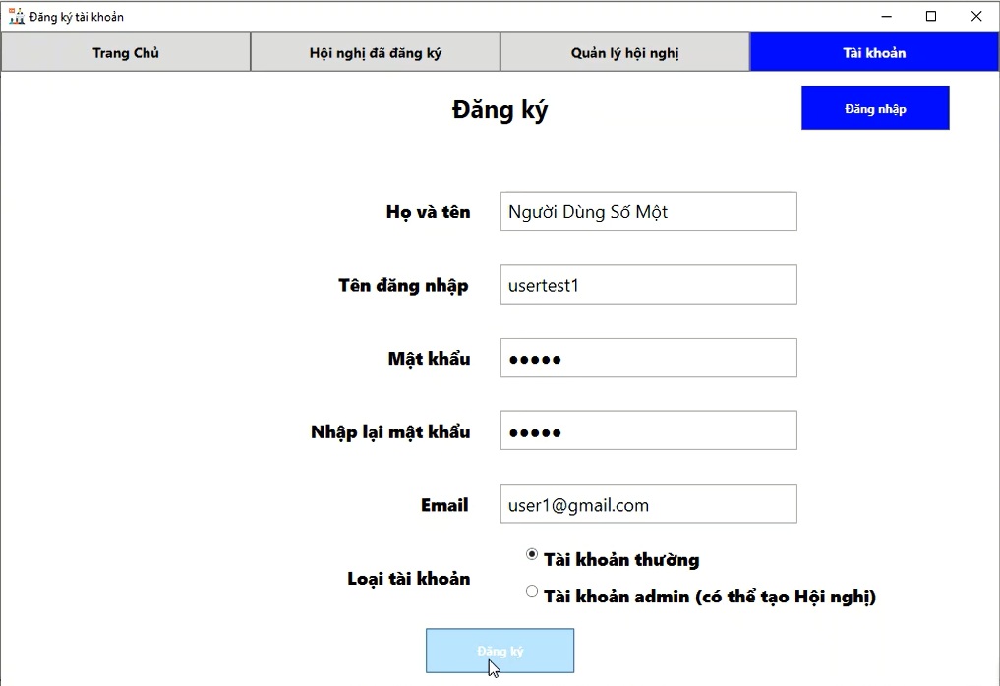 Đăng ký tài khoản
Trang Chủ
Hội nghị đã đăng ký
Quản lý hội nghị
Tài khoản
Đăng ký
Đăng nhập
Họ và tên
Người Dùng Số Một
Tên đăng nhập
usertest1
Mật khẩu
●●●●●
Nhập lại mật khẩu
●●●●●
Email
user1@gmail.com
Loại tài khoản
Tài khoản thường
Tài khoản admin (có thể tạo Hội nghị)
Đăng ký